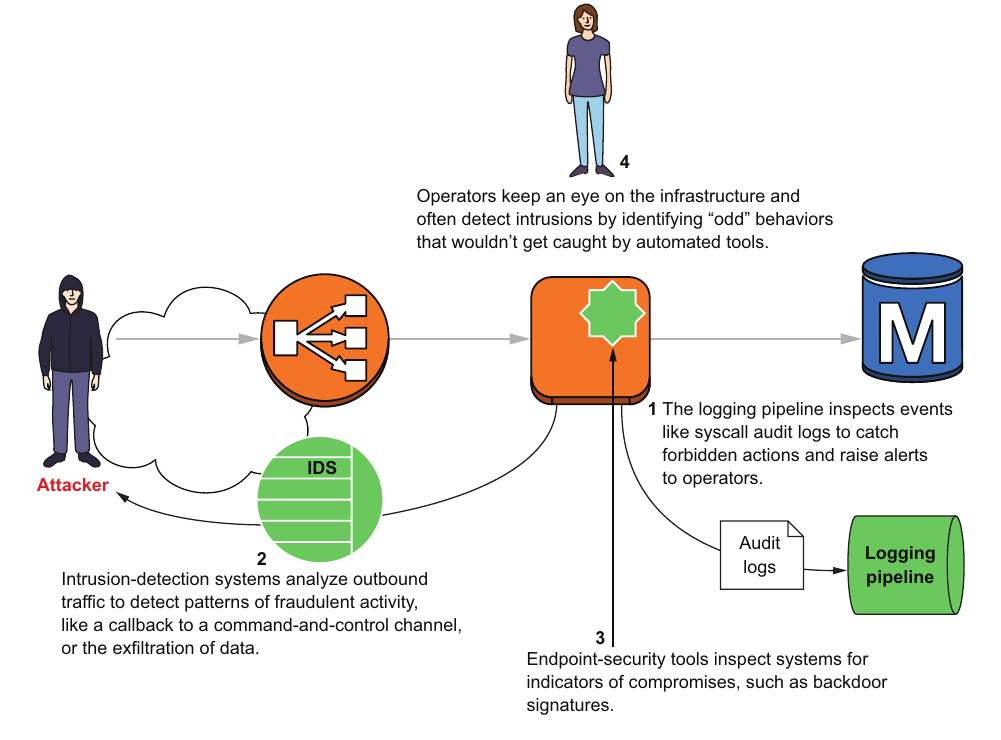 4
Operators keep an eye on the infrastructure and
often detect intrusions by identifying “odd” behaviors
that wouldn’t get caught by automated tools.
M
1 The logging pipeline inspects events
like syscall audit logs to catch
forbidden actions and raise alerts
to operators.
Attacker
IDS
2
Intrusion-detection systems analyze outbound
traffic to detect patterns of fraudulent activity,
like a callback to a command-and-control channel,
or the exfiltration of data.
Audit
logs
Logging
pipeline
3
Endpoint-security tools inspect systems for
indicators of compromises, such as backdoor
signatures.